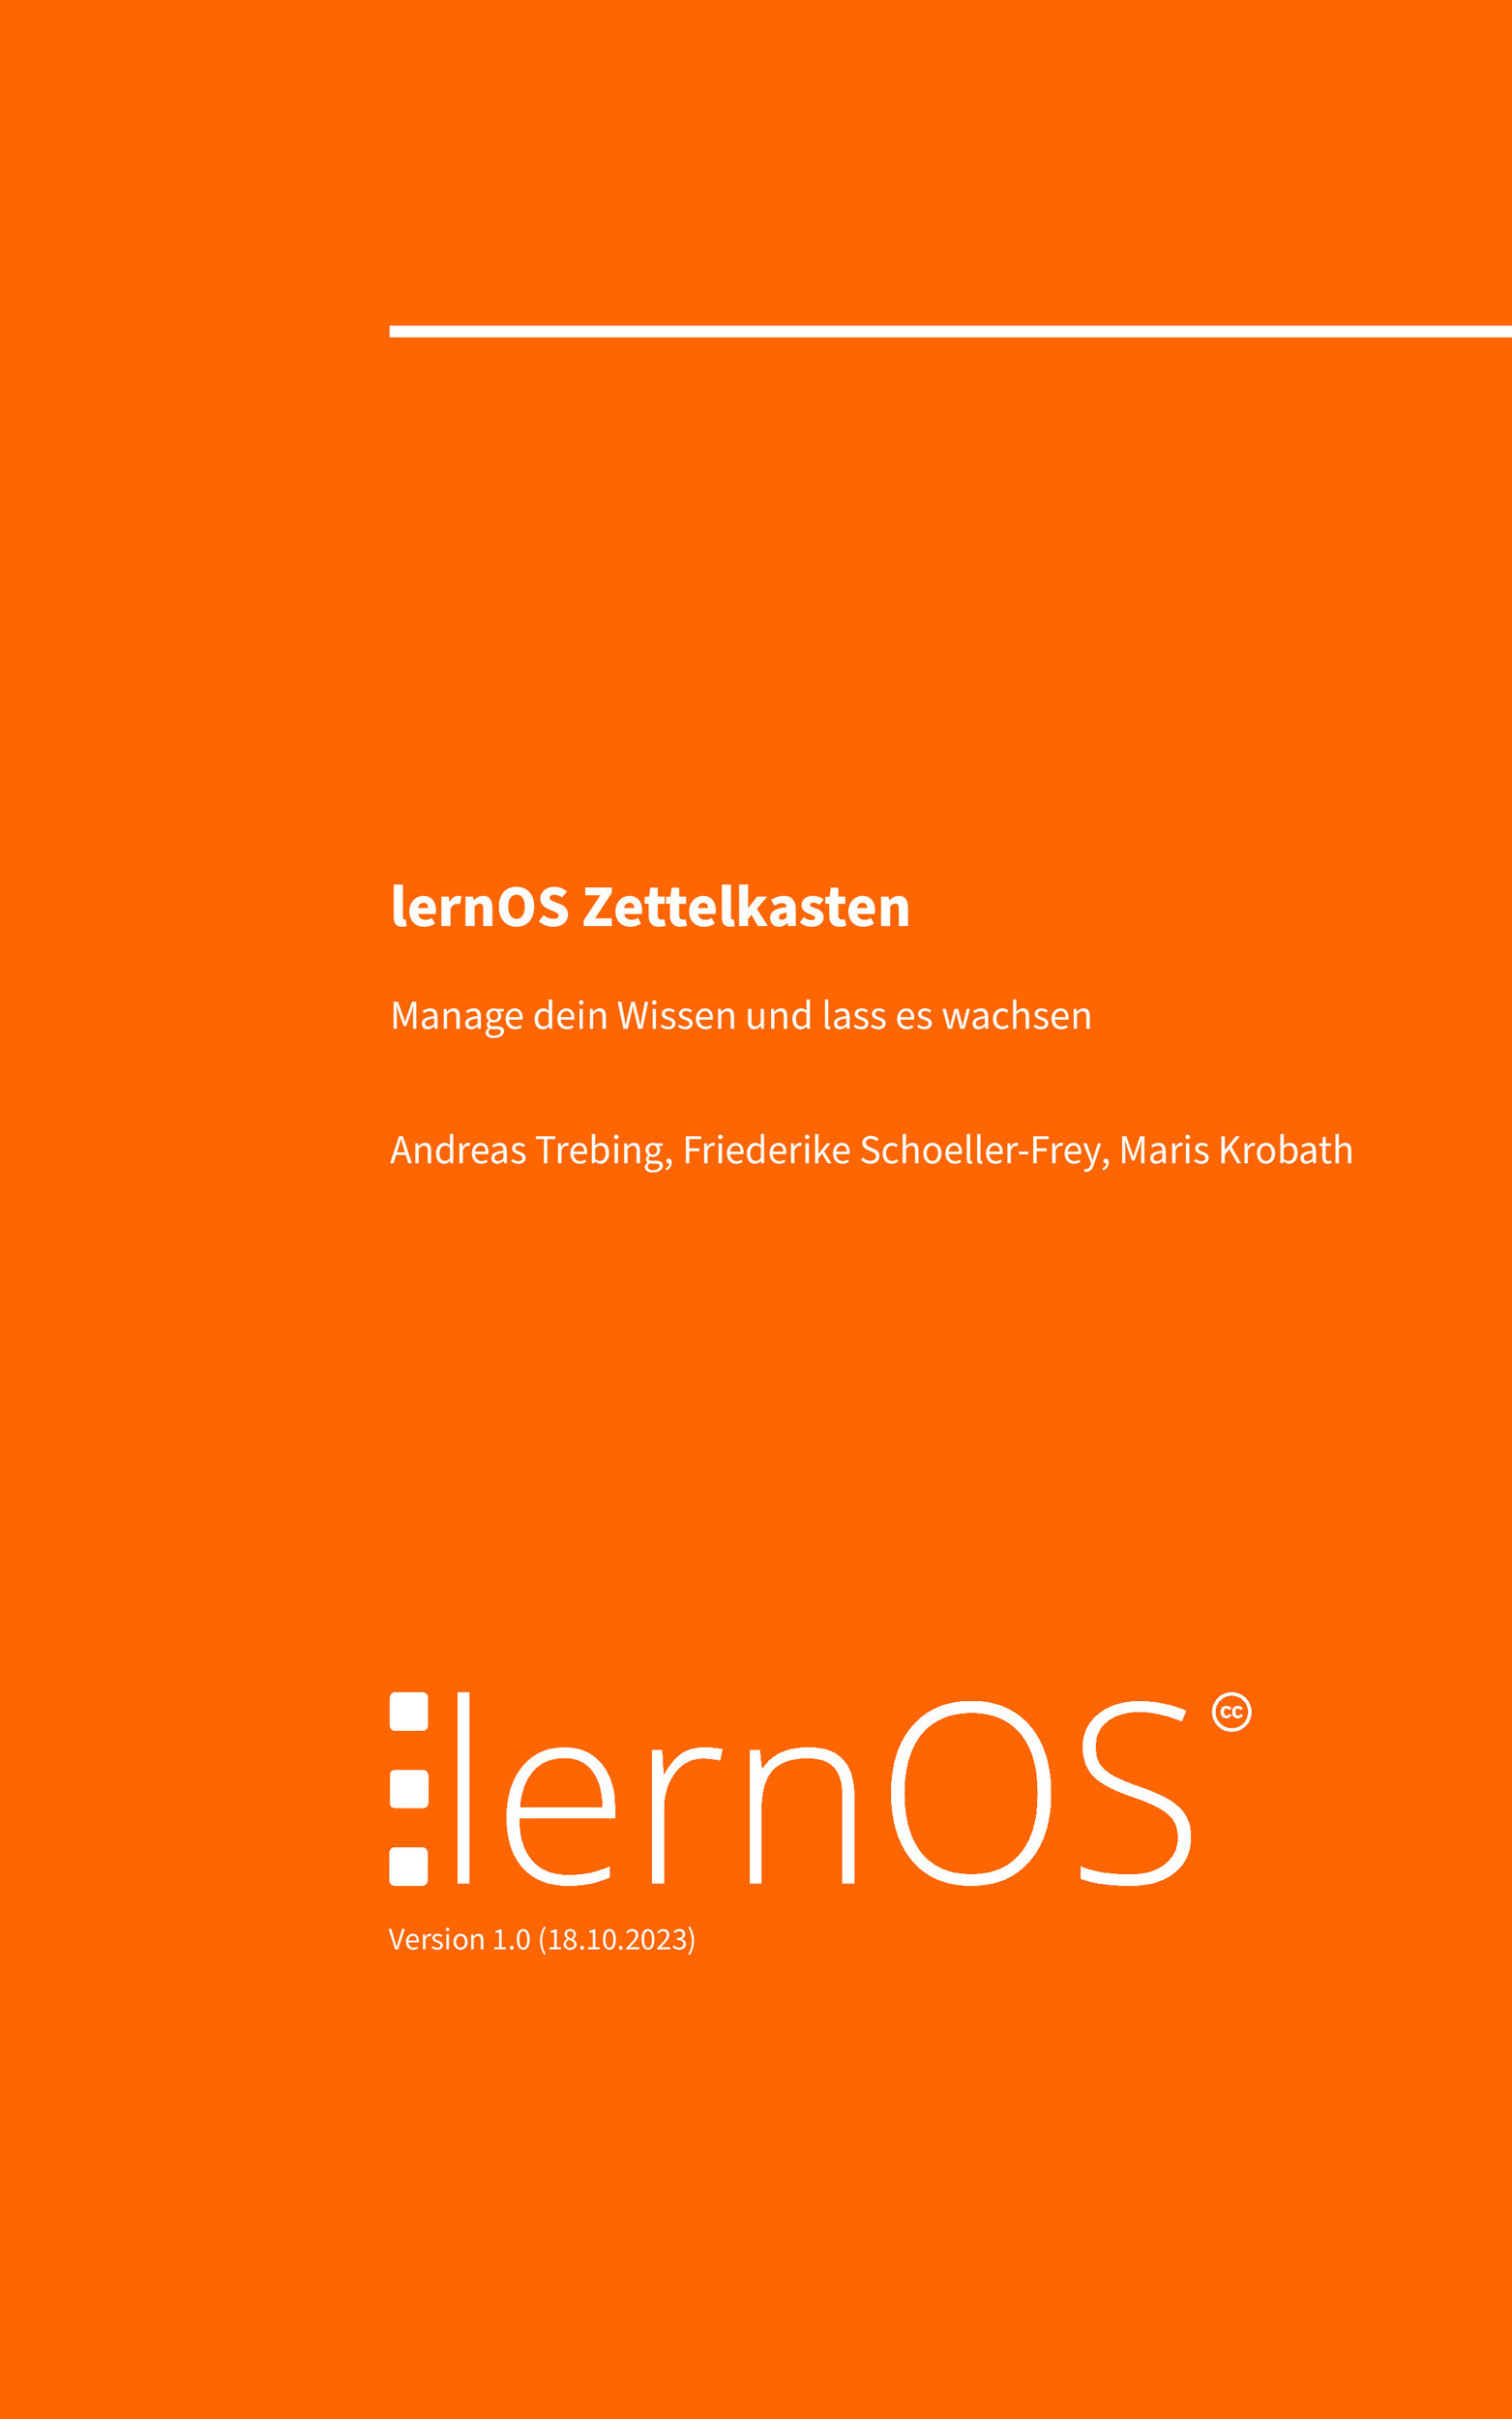 lernOS Zettelkasten
Manage dein Wissen und lass es wachsen
Andreas Trebing, Friederike Schoeller-Frey, Maris Krobath
lernOS cc
Version 1.0 (18.10.2023)